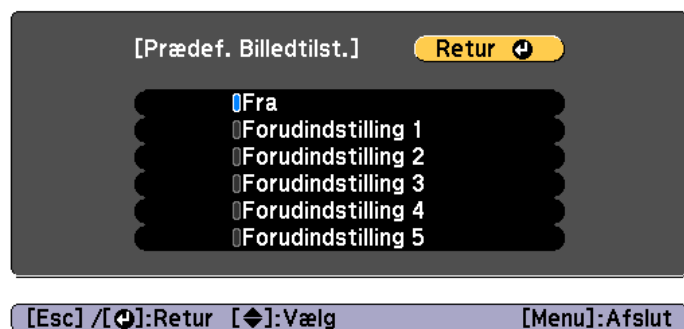 [Prædef. Billedtilst.] Retur
Fra
Forudindstilling 1
Forudindstilling 2
Forudindstilling 3
Forudindstilling 4
Forudindstilling 5
[Esc] /[⏎]:Retur [◆]:Vælg [Menu]:Afslut